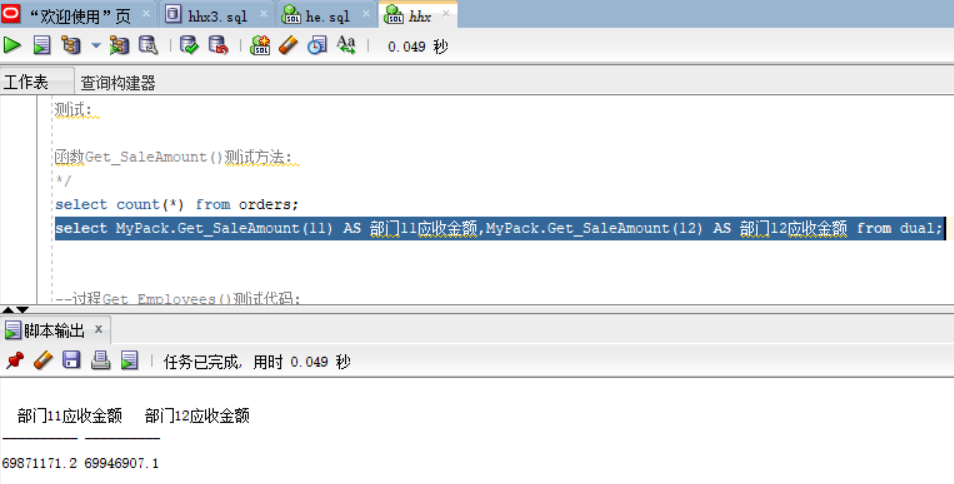 “欢迎使用”页 hhx3.sql he.sql hhx
0.049 秒
工作表 查询构建器
测试:
函数Get_SaleAmount()测试方法:
*/
select count(*) from orders;
select MyPack.Get_SaleAmount(11) AS 部门11应收金额,MyPack.Get_SaleAmount(12) AS 部门12应收金额 from dual;
--过程Get_Employees()测试代码:
脚本输出
任务已完成, 用时 0.049 秒
部门11应收金额 部门12应收金额
---------- ----------
69871171.2 69946907.1